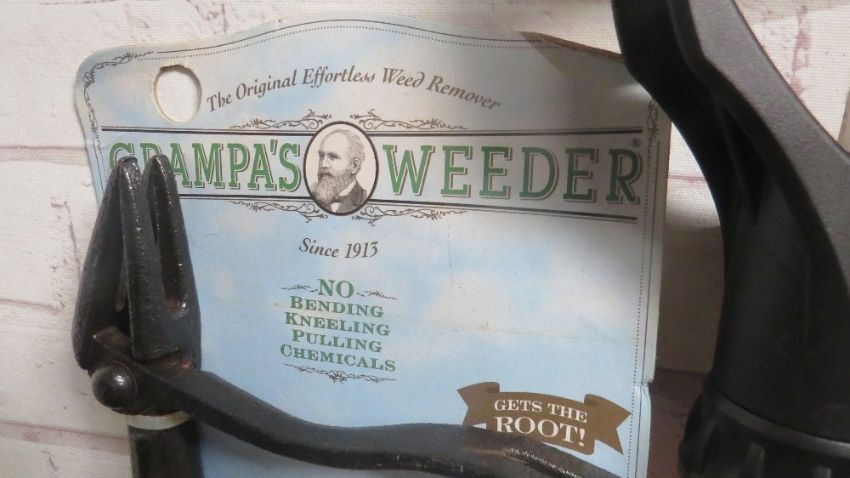 The Original Effortless Weed Remover
GRAMPA'S WEEDER®
Since 1913
NO
BENDING
KNEELING
PULLING
CHEMICALS
GETS THE
ROOT!